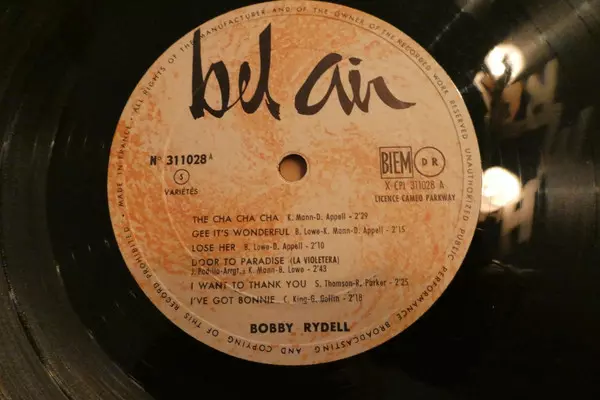 ALL RIGHTS OF THE MANUFACTURER AND OF THE OWNER OF THE RECORDED WORK RESERVED. UNAUTHORIZED PUBLIC PERFORMANCE BROADCASTING AND COPYING OF THIS RECORD PROHIBITED • MADE IN FRANCE •
bel air
N° 311028 A
S
VARIÉTÉS
BIEM
DR
X CPL 311028 A
LICENCE CAMEO PARKWAY
THE CHA CHA CHA K. Mann-D. Appell - 2'29
GEE IT'S WONDERFUL B. Lowe-K. Mann-D. Appell - 2'15
LOSE HER B. Lowe-D. Appell - 2'10
DOOR TO PARADISE (LA VIOLETERA)
J. Padilla-Arrgt. K. Mann-B. Lowe - 2'43
I WANT TO THANK YOU S. Thomson-R. Parker - 2'25
I'VE GOT BONNIE C. King-G. Goffin - 2'18
BOBBY RYDELL